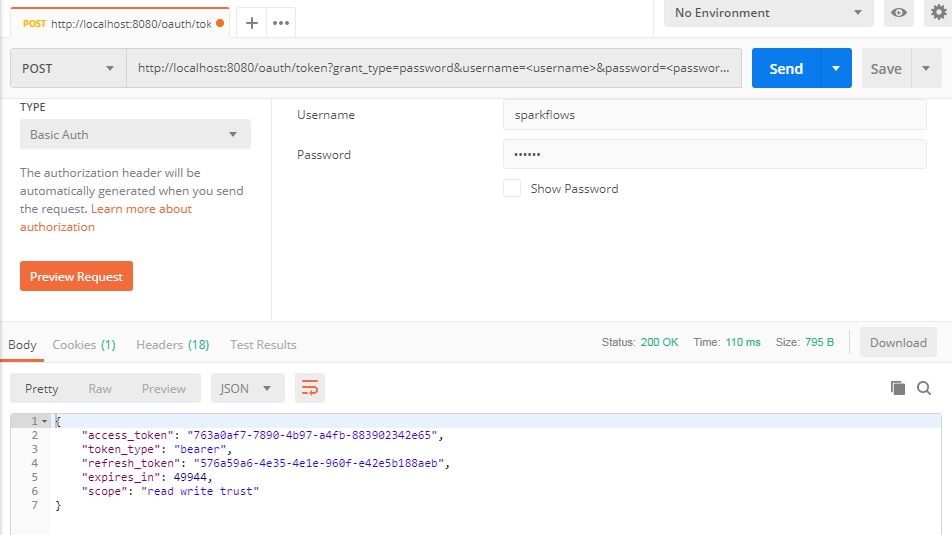 POST http://localhost:8080/oauth/tok
No Environment
POST http://localhost:8080/oauth/token?grant_type=password&username=<username>&password=<passwor...
Send
Save
TYPE
Basic Auth
The authorization header will be
automatically generated when you send
the request. Learn more about
authorization
Preview Request
Username
sparkflows
Password
••••••
Show Password
Body Cookies (1) Headers (18) Test Results
Status: 200 OK Time: 110 ms Size: 795 B
Download
Pretty Raw Preview JSON
1 {
2 "access_token": "763a0af7-7890-4b97-a4fb-883902342e65",
3 "token_type": "bearer",
4 "refresh_token": "576a59a6-4e35-4e1e-960f-e42e5b188aeb",
5 "expires_in": 49944,
6 "scope": "read write trust"
7 }